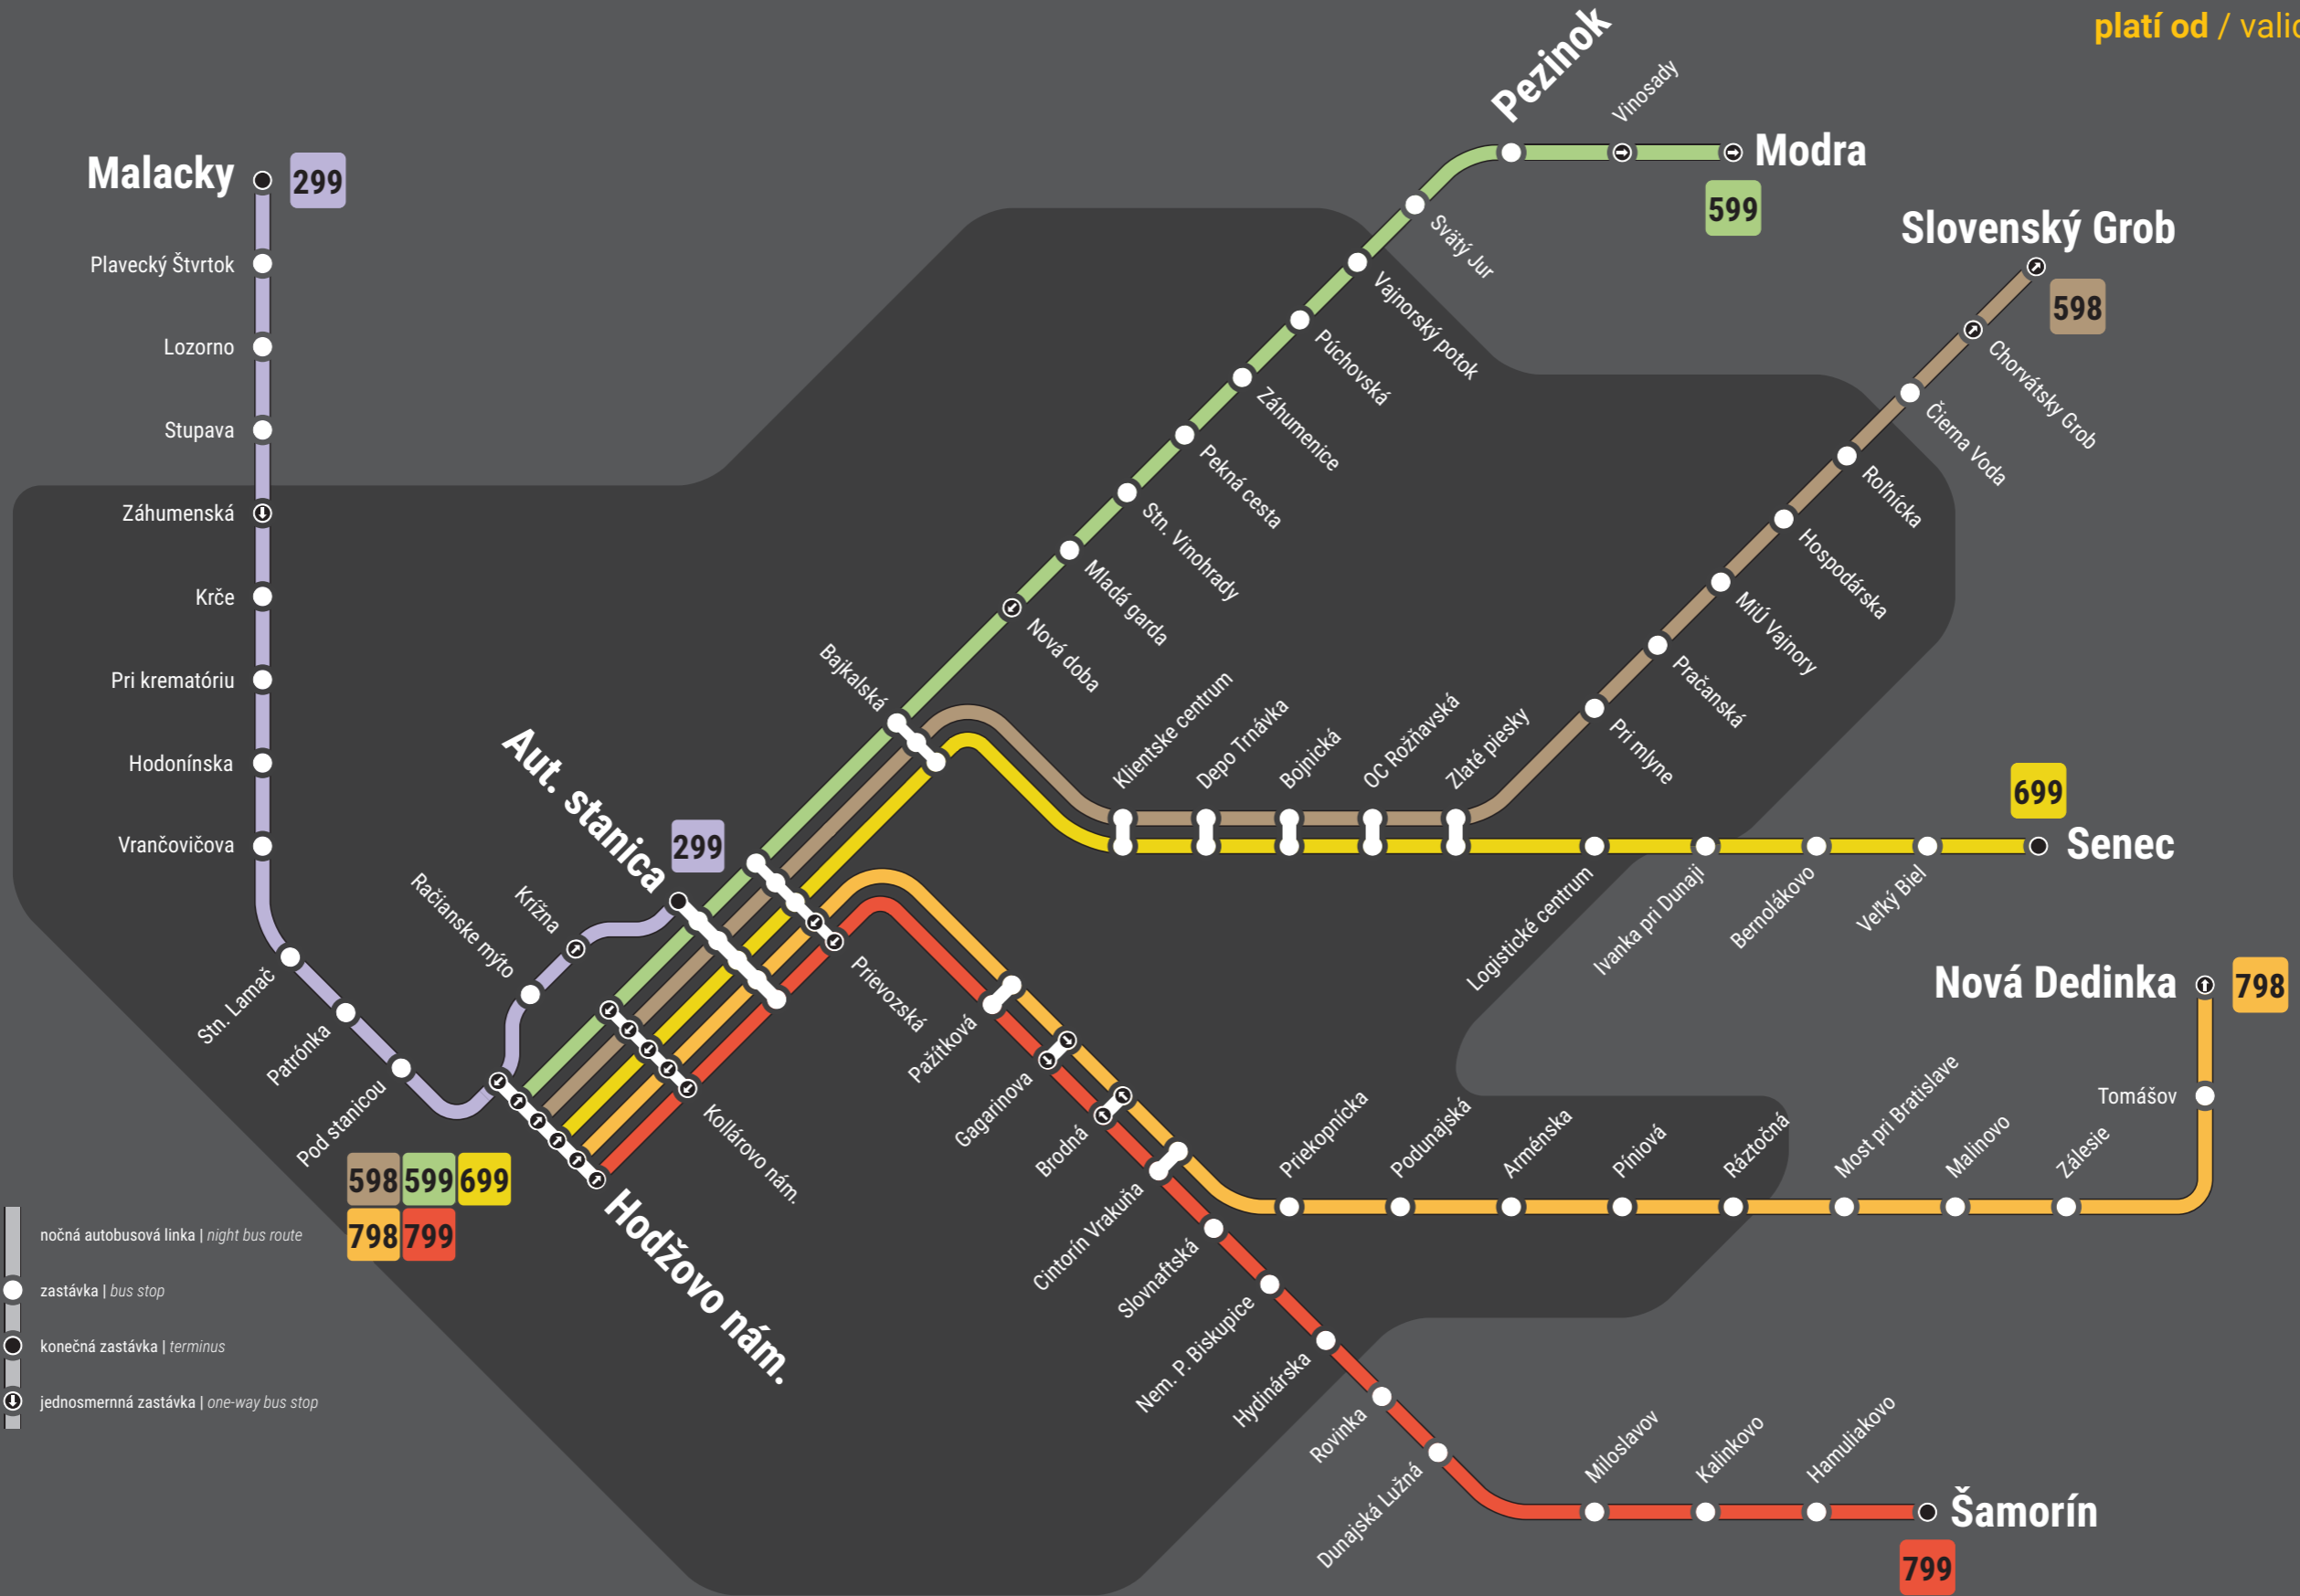 platí od / valid
Pezinok
Vinosady
Modra
599
Malacky
299
Plavecký Štvrtok
Lozorno
Stupava
Záhumenská
Krče
Pri krematóriu
Hodonínska
Vrančovičova
Stn. Lamač
Patrónka
Pod stanicou
Račianske mýto
Krížna
Aut. stanica
299
Slovenský Grob
598
Svätý Jur
Vajnorský potok
Púchovská
Záhumenice
Pekná cesta
Stn. Vinohrady
Mladá garda
Nová doba
Bajkalská
Chorvátsky Grob
Čierna Voda
Roľnícka
Hospodárska
MiÚ Vajnory
Pračanská
Pri mlyne
Klientske centrum
Depo Trnávka
Bojnická
OC Rožňavská
Zlaté piesky
699
Senec
Logistické centrum
Ivanka pri Dunaji
Bernolákovo
Veľký Biel
Prievozská
Kollárovo nám.
Hodžovo nám.
598 599 699
798 799
Pažítková
Gagarinova
Brodná
Cintorín Vrakuňa
Slovnaftská
Nem. P. Biskupice
Hydinárska
Rovinka
Dunajská Lužná
Priekopnícka
Podunajská
Arménska
Píniová
Ráztočná
Most pri Bratislave
Malinovo
Zálesie
Tomášov
Nová Dedinka
798
Miloslavov
Kalinkovo
Hamuliakovo
Šamorín
799
nočná autobusová linka | night bus route
zastávka | bus stop
konečná zastávka | terminus
jednosmernná zastávka | one-way bus stop